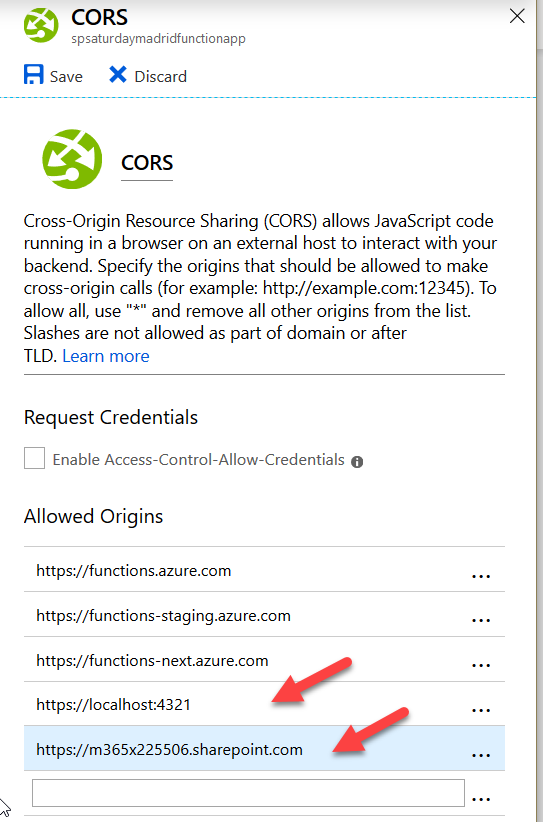 CORS
spsaturdaymadridfunctionapp
Save Discard
CORS
Cross-Origin Resource Sharing (CORS) allows JavaScript code
running in a browser on an external host to interact with your
backend. Specify the origins that should be allowed to make
cross-origin calls (for example: http://example.com:12345). To
allow all, use "*" and remove all other origins from the list.
Slashes are not allowed as part of domain or after
TLD. Learn more
Request Credentials
Enable Access-Control-Allow-Credentials
Allowed Origins
https://functions.azure.com ...
https://functions-staging.azure.com ...
https://functions-next.azure.com ...
https://localhost:4321 ...
https://m365x225506.sharepoint.com ...
...